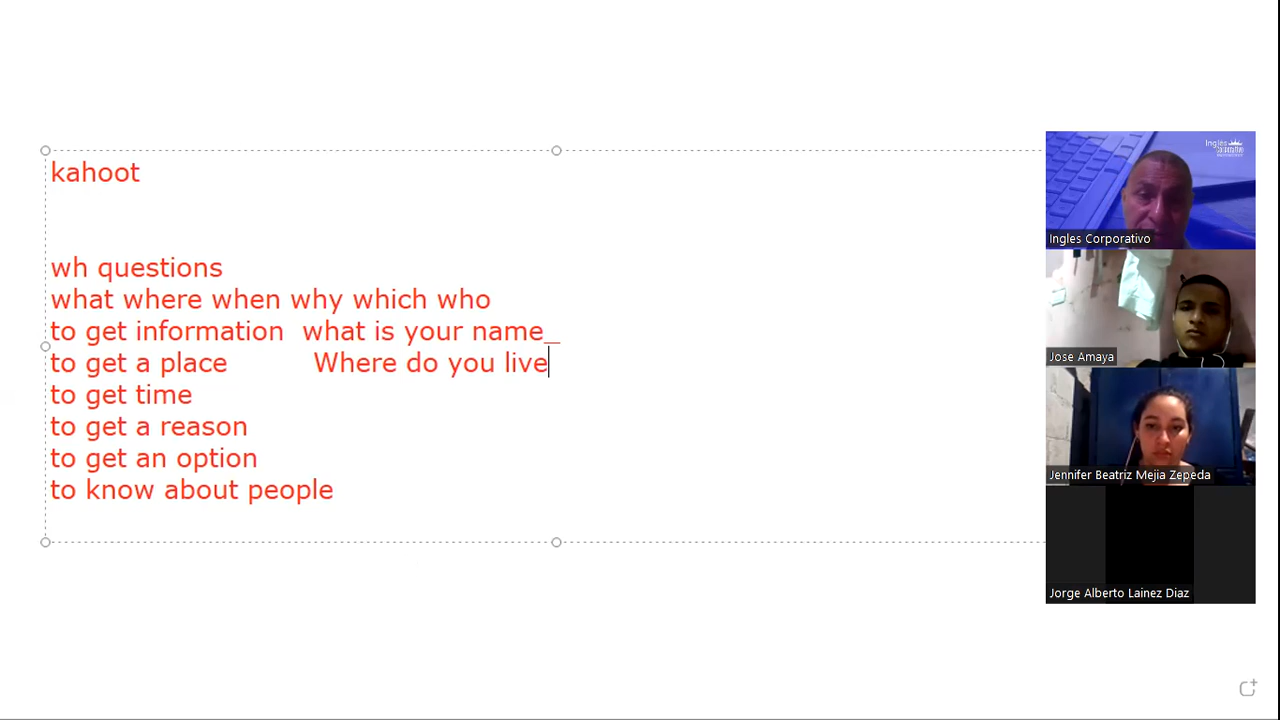 kahoot
wh questions
what where when why which who
to get information what is your name_
to get a place Where do you live
to get time
to get a reason
to get an option
to know about people
Ingles
Ingles Corporativo
Jose Amaya
Jennifer Beatriz Mejia Zepeda
Jorge Alberto Lainez Diaz